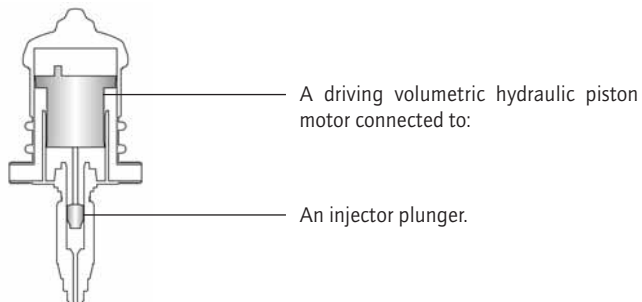 A driving volumetric hydraulic piston
motor connected to:
An injector plunger.